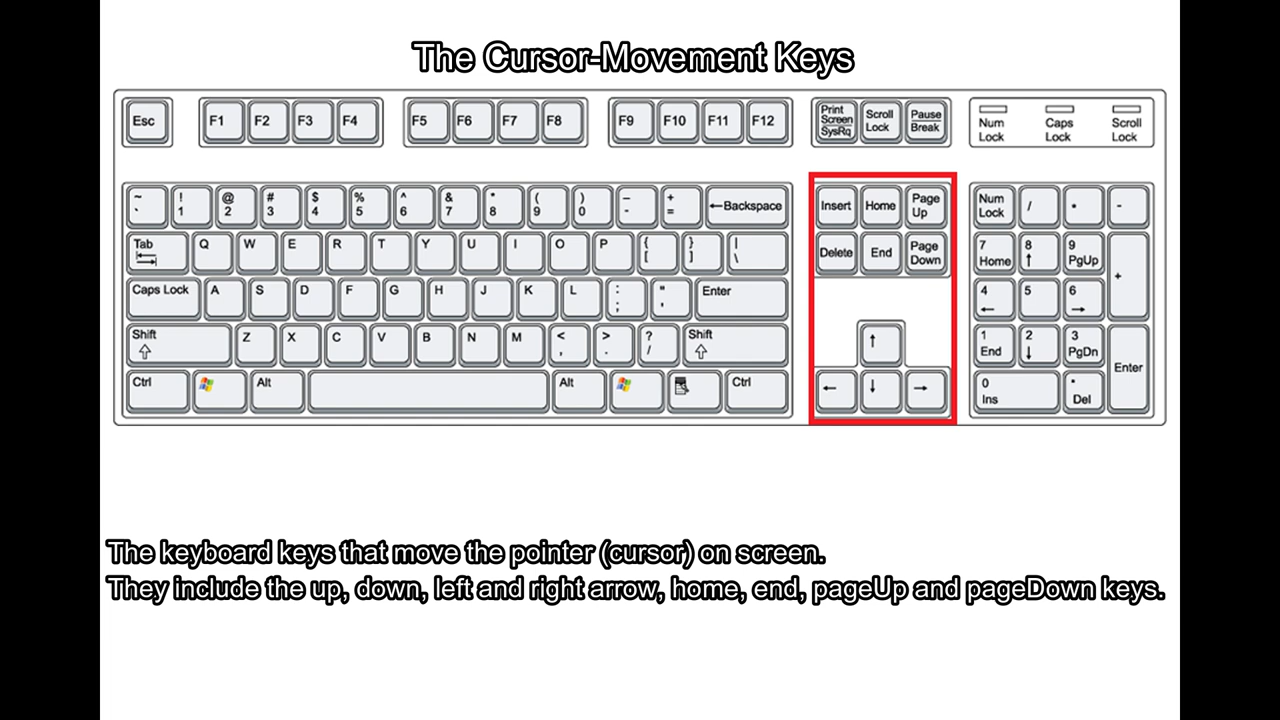 The Cursor-Movement Keys
Esc F1 F2 F3 F4 F5 F6 F7 F8 F9 F10 F11 F12 Print Screen SysRq Scroll Lock Pause Break Num Lock Caps Lock Scroll Lock
~ ` ! 1 @ 2 # 3 $ 4 % 5 ^ 6 & 7 * 8 ( 9 ) 0 - - + = ←Backspace Insert Home Page Up Num Lock / * -
Tab Q W E R T Y U I O P { [ } ] | \ Delete End Page Down 7 Home 8 ↑ 9 PgUp +
Caps Lock A S D F G H J K L : ; " ' Enter 4 ← 5 6 →
Shift Z X C V B N M < , > . ? / Shift ↑ 1 End 2 ↓ 3 PgDn Enter
Ctrl Alt Alt Ctrl ← ↓ → 0 Ins • Del
The keyboard keys that move the pointer (cursor) on screen.
They include the up, down, left and right arrow, home, end, pageUp and pageDown keys.